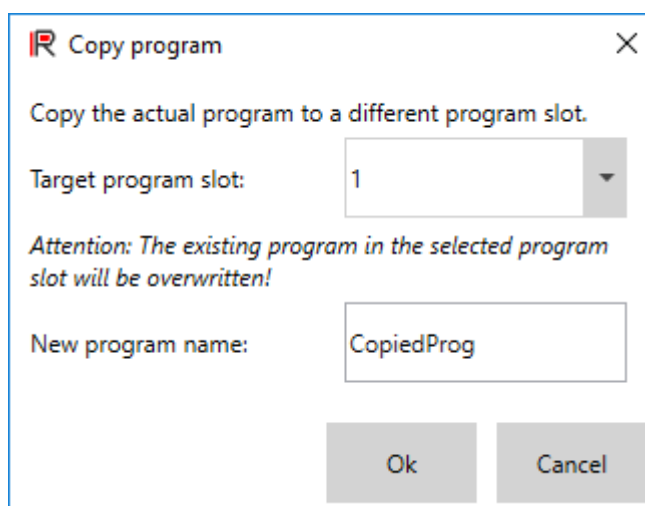 Copy program
Copy the actual program to a different program slot.
Target program slot:
1
Attention: The existing program in the selected program
slot will be overwritten!
New program name:
CopiedProg
Ok
Cancel